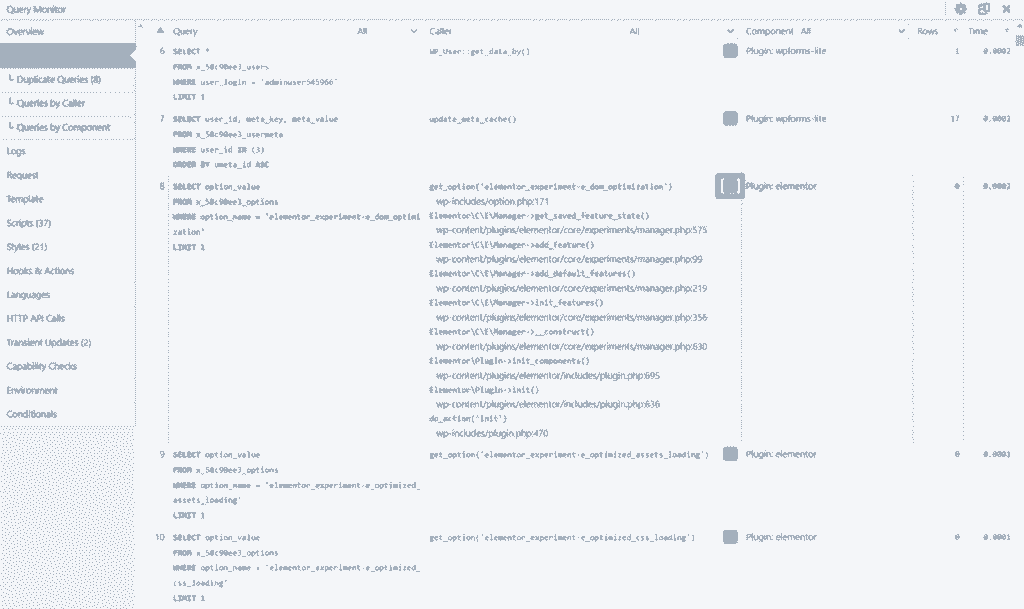 Query Monitor
Overview
Duplicate Queries (8)
Queries by Caller
Queries by Component
Logs
Request
Template
Scripts (37)
Styles (21)
Hooks & Actions
Languages
HTTP API Calls
Transient Updates (2)
Capability Checks
Environment
Conditionals
Query All Caller All Component All Rows Time
6 SELECT * WP_User::get_data_by() Plugin: wpforms-lite 1 0.0002
FROM x_58c90ee3_users
WHERE user_login = 'adminuser545966'
LIMIT 1
7 SELECT user_id, meta_key, meta_value update_meta_cache() Plugin: wpforms-lite 17 0.0002
FROM x_58c90ee3_usermeta
WHERE user_id IN (3)
ORDER BY umeta_id ASC
8 SELECT option_value get_option('elementor_experiment-e_dom_optimization') Plugin: elementor 0 0.0002
FROM x_58c90ee3_options wp-includes/option.php:171
WHERE option_name = 'elementor_experiment-e_dom_optimi Elementor\C\E\Manager->get_saved_feature_state()
zation' wp-content/plugins/elementor/core/experiments/manager.php:575
LIMIT 1 Elementor\C\E\Manager->add_feature()
wp-content/plugins/elementor/core/experiments/manager.php:99
Elementor\C\E\Manager->add_default_features()
wp-content/plugins/elementor/core/experiments/manager.php:219
Elementor\C\E\Manager->init_features()
wp-content/plugins/elementor/core/experiments/manager.php:356
Elementor\C\E\Manager->__construct()
wp-content/plugins/elementor/core/experiments/manager.php:630
Elementor\Plugin->init_components()
wp-content/plugins/elementor/includes/plugin.php:695
Elementor\Plugin->init()
wp-content/plugins/elementor/includes/plugin.php:636
do_action('init')
wp-includes/plugin.php:470
9 SELECT option_value get_option('elementor_experiment-e_optimized_assets_loading') Plugin: elementor 0 0.0001
FROM x_58c90ee3_options
WHERE option_name = 'elementor_experiment-e_optimized_
assets_loading'
LIMIT 1
10 SELECT option_value get_option('elementor_experiment-e_optimized_css_loading') Plugin: elementor 0 0.0001
FROM x_58c90ee3_options
WHERE option_name = 'elementor_experiment-e_optimized_
css_loading'
LIMIT 1